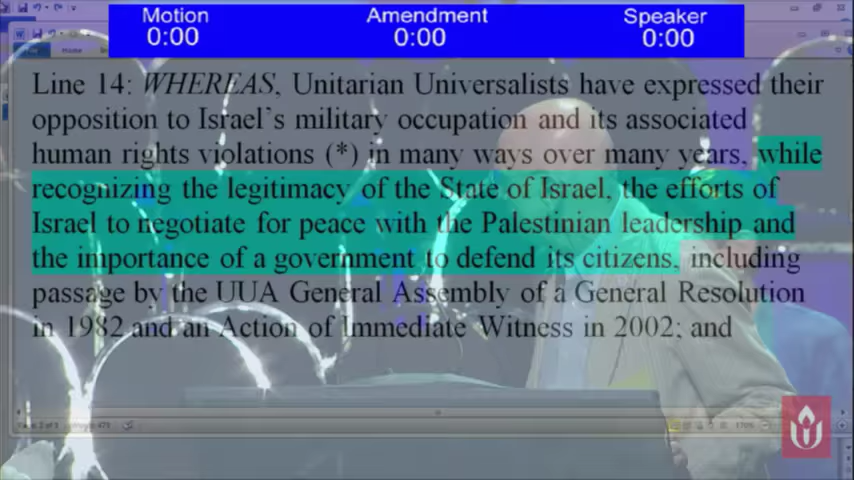 Motion Amendment Speaker
0:00 0:00 0:00
Home
Line 14: WHEREAS, Unitarian Universalists have expressed their
opposition to Israel's military occupation and its associated
human rights violations (*) in many ways over many years, while
recognizing the legitimacy of the State of Israel, the efforts of
Israel to negotiate for peace with the Palestinian leadership and
the importance of a government to defend its citizens, including
passage by the UUA General Assembly of a General Resolution
in 1982 and an Action of Immediate Witness in 2002; and
170%